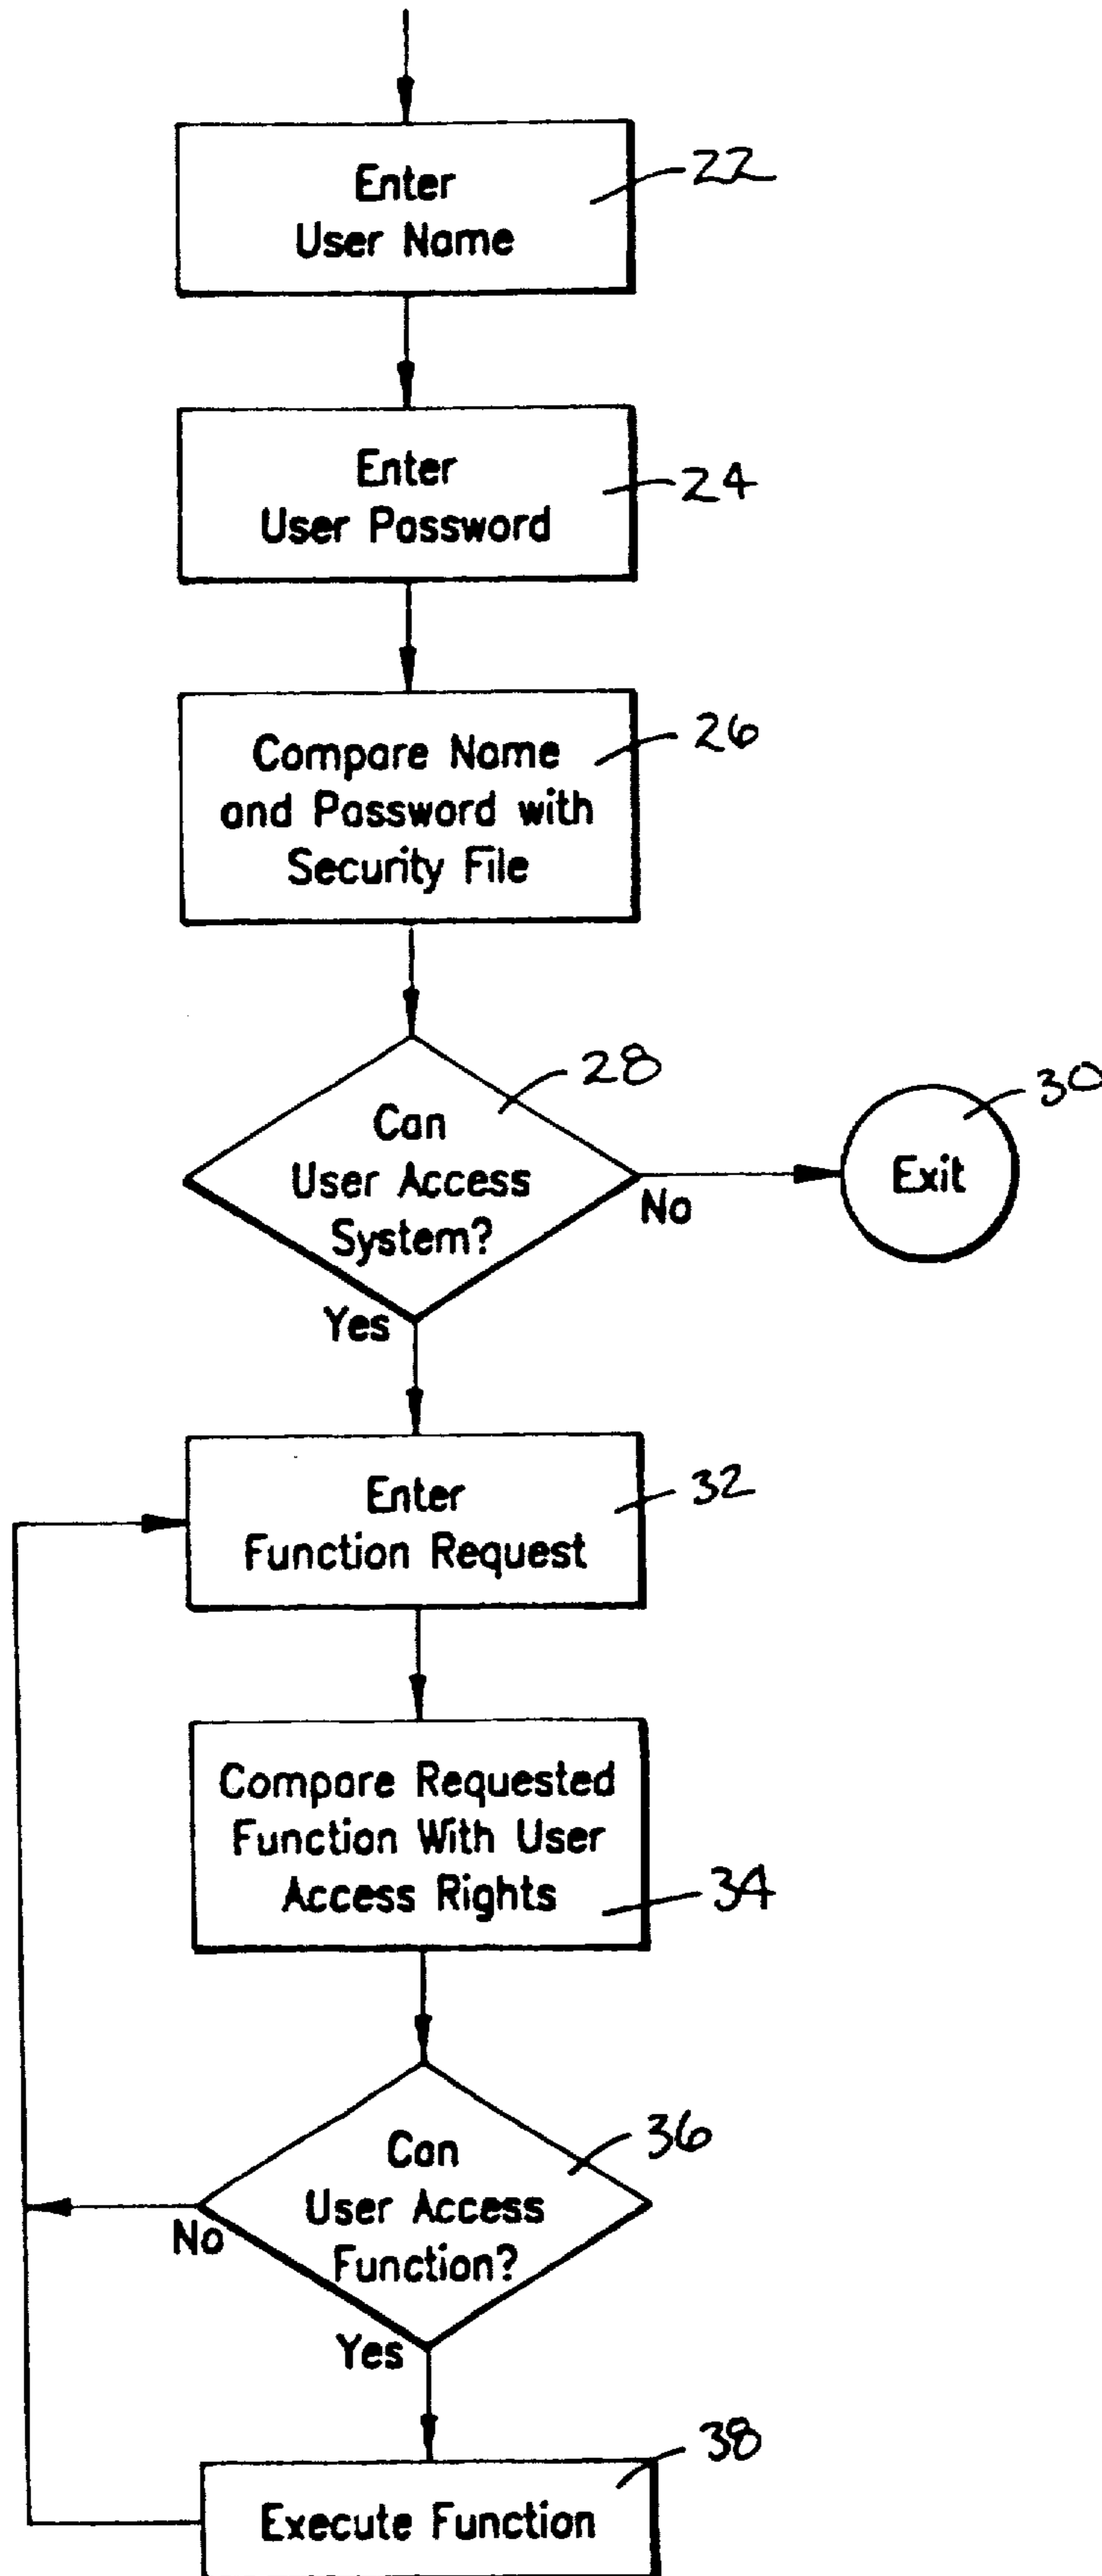 Enter
User Name
22
Enter
User Password
24
Compare Name
and Password with
Security File
26
Can
User Access
System?
28
No
Exit
30
Yes
Enter
Function Request
32
Compare Requested
Function With User
Access Rights
34
Can
User Access
Function?
36
No
Yes
Execute Function
38